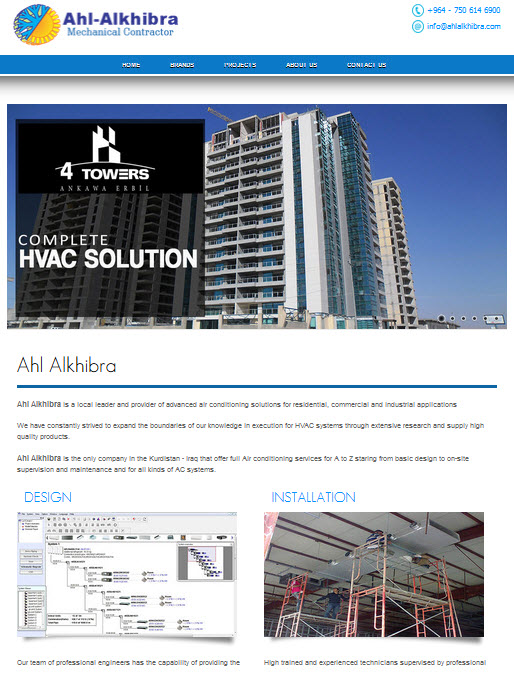 Ahl-Alkhibra
Mechanical Contractor
+964 - 750 614 6900
info@ahlalkhibra.com
HOME BRANDS PROJECTS ABOUT US CONTACT US
4 TOWERS
ANKAWA ERBIL
COMPLETE
HVAC SOLUTION
Ahl Alkhibra
Ahl Alkhibra is a local leader and provider of advanced air conditioning solutions for residential, commercial and industrial applications
We have constantly strived to expand the boundaries of our knowledge in execution for HVAC systems through extensive research and supply high
quality products.
Ahl Alkhibra is the only company in the Kurdistan - Iraq that offer full Air conditioning services for A to Z staring from basic design to on-site
supervision and maintenance and for all kinds of AC systems.
DESIGN
INSTALLATION
Our team of professional engineers has the capability of providing the
High trained and experienced technicians supervised by professional